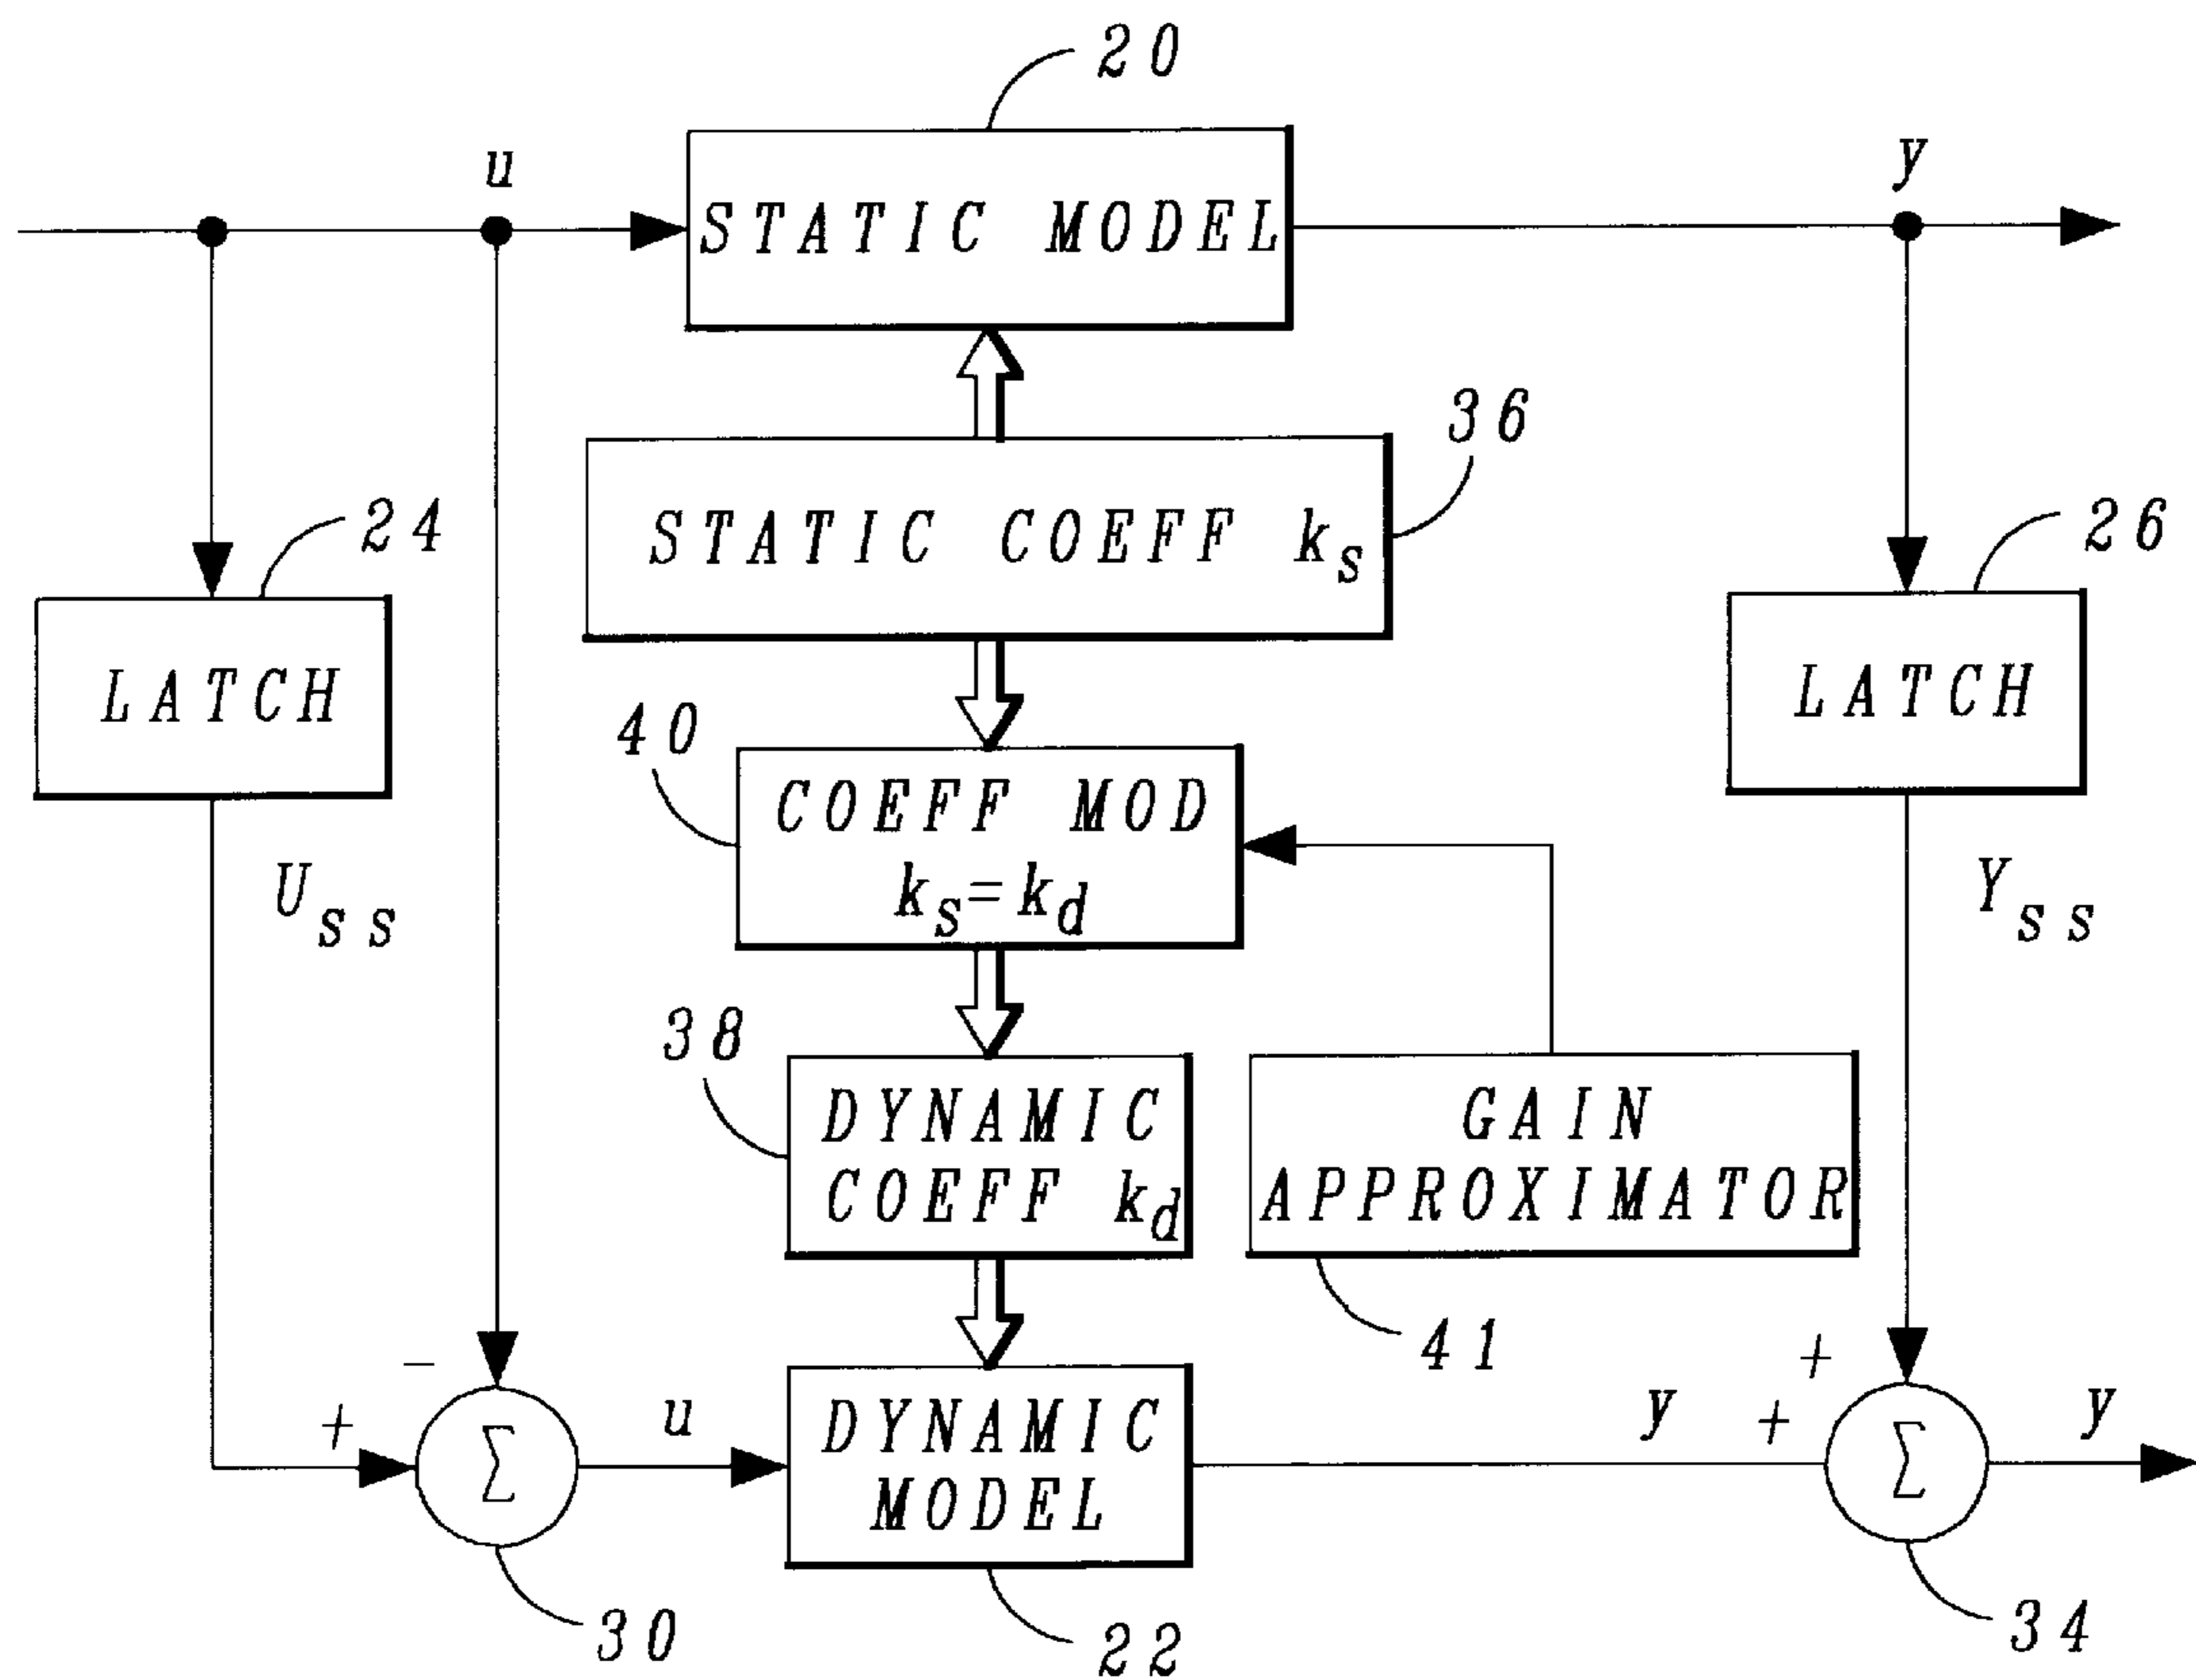 20
u
y
STATIC MODEL
36
STATIC COEFF k_s
24
26
LATCH
LATCH
40
COEFF MOD
k_s=k_d
U_ss
Y_ss
38
DYNAMIC
COEFF k_d
GAIN
APPROXIMATOR
41
−
+
+
Σ
u
DYNAMIC
MODEL
y
+
Σ
y
30
22
34